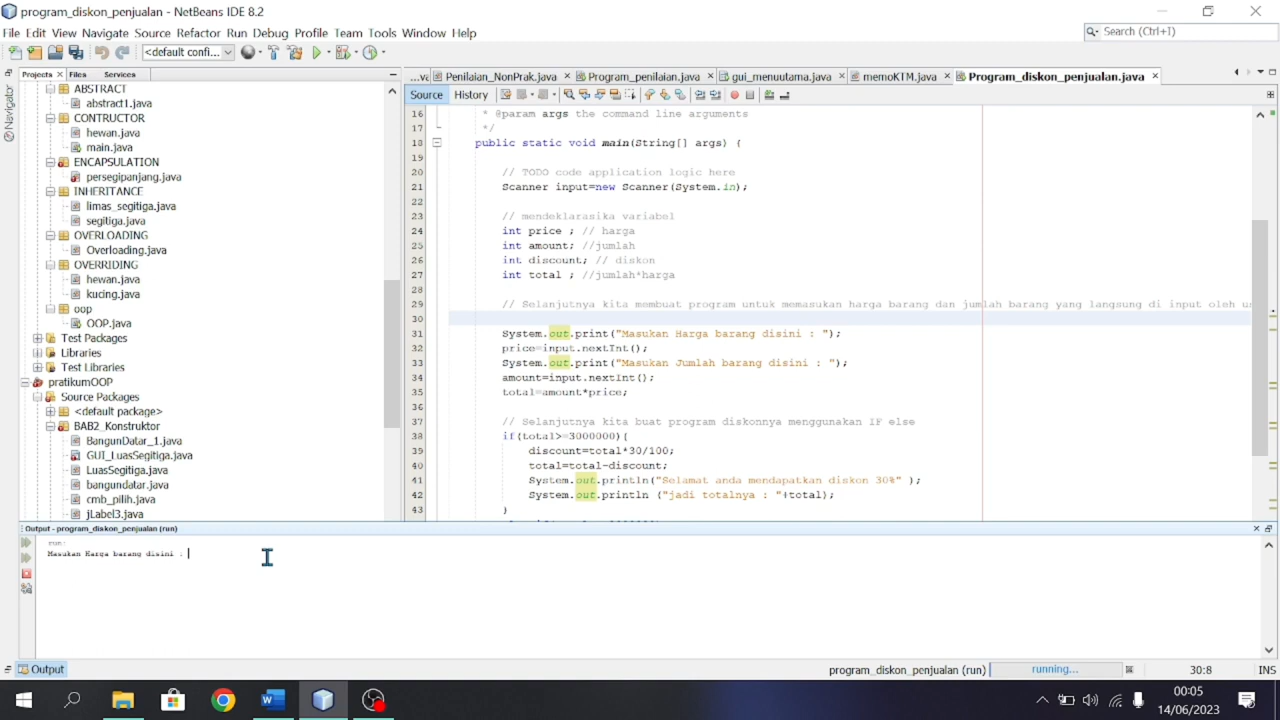 program_diskon_penjualan - NetBeans IDE 8.2
File Edit View Navigate Source Refactor Run Debug Profile Team Tools Window Help
Search (Ctrl+I)
<default confi...
Projects Files Services
Navigator
ABSTRACT
abstract1.java
CONTRUCTOR
hewan.java
main.java
ENCAPSULATION
persegipanjang.java
INHERITANCE
limas_segitiga.java
segitiga.java
OVERLOADING
Overloading.java
OVERRIDING
hewan.java
kucing.java
oop
OOP.java
Test Packages
Libraries
Test Libraries
pratikumOOP
Source Packages
<default package>
BAB2_Konstruktor
BangunDatar_1.java
GUI_LuasSegitiga.java
LuasSegitiga.java
bangundatar.java
cmb_pilih.java
jLabel3.java
...va Penilaian_NonPrak.java Program_penilaian.java gui_menuutama.java memoKTM.java Program_diskon_penjualan.java
Source History
16 * @param args the command line arguments
17 */
18 public static void main(String[] args) {
19
20 // TODO code application logic here
21 Scanner input=new Scanner(System.in);
22
23 // mendeklarasika variabel
24 int price ; // harga
25 int amount; //jumlah
26 int discount; // diskon
27 int total ; //jumlah*harga
28
29 // Selanjutnya kita membuat program untuk memasukan harga barang dan jumlah barang yang langsung di input oleh u
30
31 System.out.print("Masukan Harga barang disini : ");
32 price=input.nextInt();
33 System.out.print("Masukan Jumlah barang disini : ");
34 amount=input.nextInt();
35 total=amount*price;
36
37 // Selanjutnya kita buat program diskonnya menggunakan IF else
38 if(total>=3000000){
39 discount=total*30/100;
40 total=total-discount;
41 System.out.println("Selamat anda mendapatkan diskon 30%" );
42 System.out.println ("jadi totalnya : "+total);
43 }
Output - program_diskon_penjualan (run)
run:
Masukan Harga barang disini :
Output
program_diskon_penjualan (run) running... 30:8 INS
00:05
14/06/2023